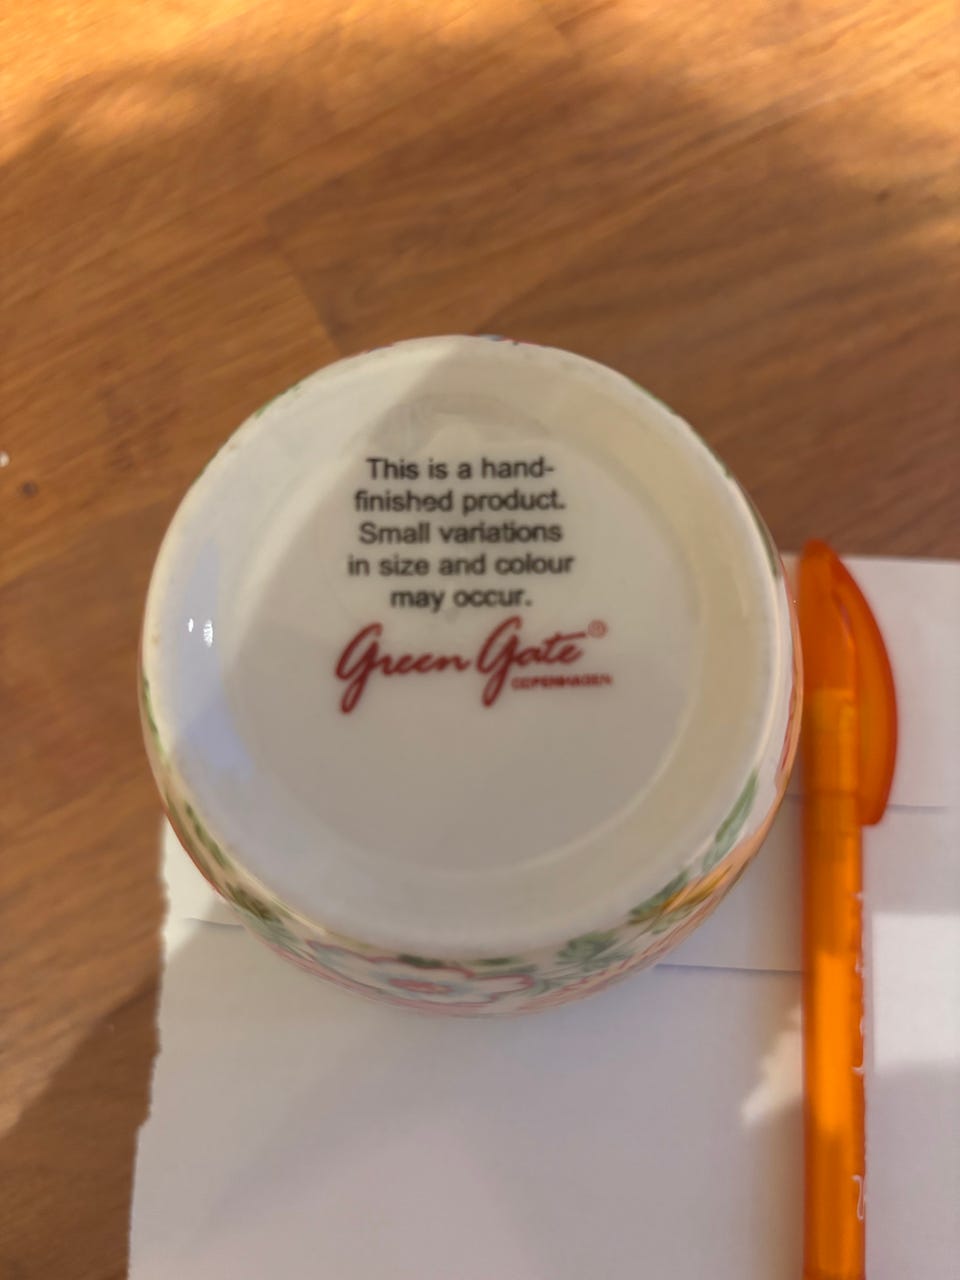 This is a hand-
finished product.
Small variations
in size and colour
may occur.
Green Gate®
COPENHAGEN